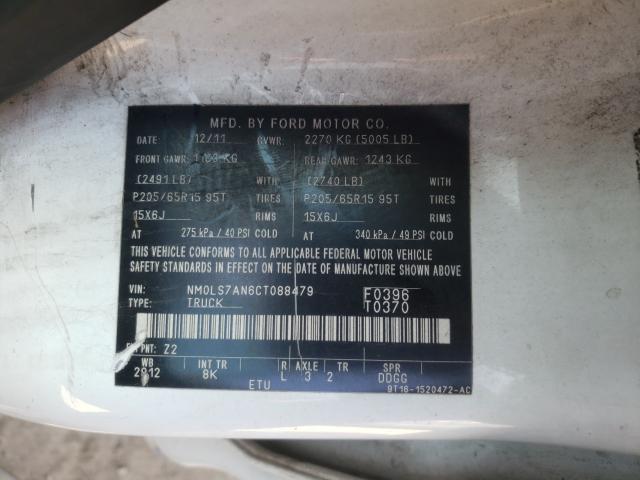 MFD. BY FORD MOTOR CO.
DATE: 12/11 GVWR: 2270 KG (5005 LB)
FRONT GAWR: KG REAR GAWR: 1243 KG
(2491 LB) WITH (2740 LB) WITH
P205/65R15 95T TIRES P205/65R15 95T TIRES
15X6J RIMS 15X6J RIMS
AT 275 kPa / 40 PSI COLD AT 340 kPa / 49 PSI COLD
THIS VEHICLE CONFORMS TO ALL APPLICABLE FEDERAL MOTOR VEHICLE
SAFETY STANDARDS IN EFFECT ON THE DATE OF MANUFACTURE SHOWN ABOVE.
VIN: NM0LS7AN6CT088479 F0396
TYPE: TRUCK T0370
EXT PNT: Z2
WB INT TR R AXLE TR SPR
2912 8K L 3 2 DDGG
ETU 9T16-1520472-AC